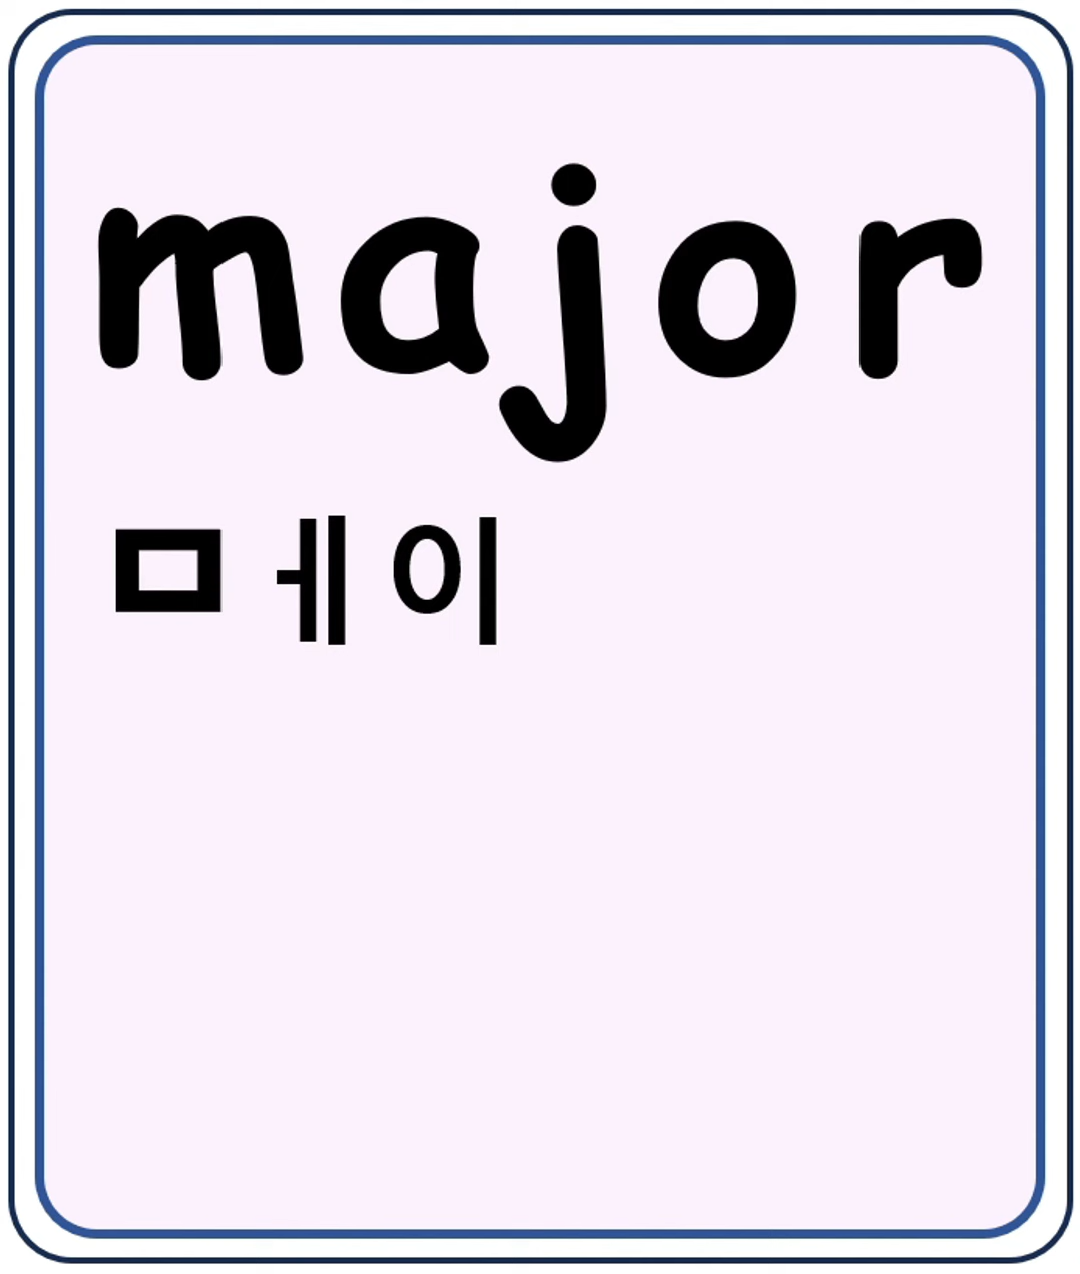 major
ㅁ ㅔ 이